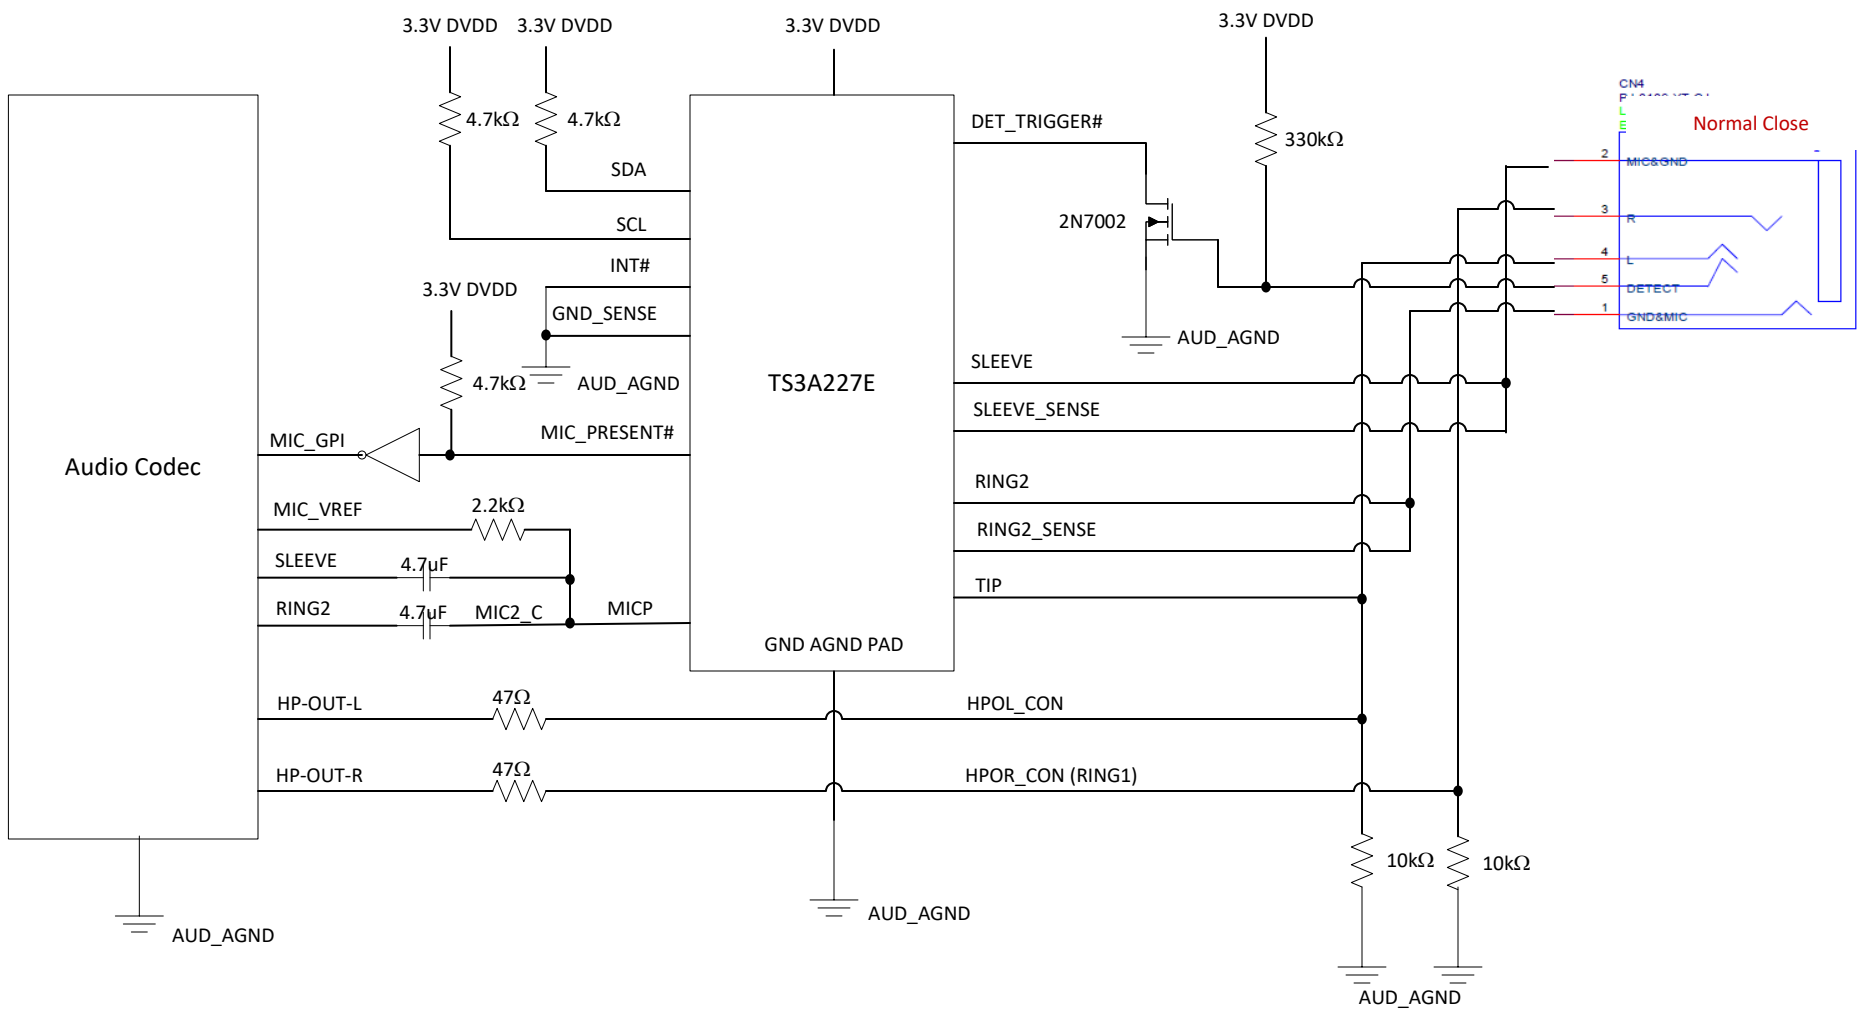 3.3V DVDD
3.3V DVDD
3.3V DVDD
3.3V DVDD
4.7kΩ
4.7kΩ
SDA
SCL
INT#
3.3V DVDD
GND_SENSE
4.7kΩ
AUD_AGND
MIC_GPI
MIC_PRESENT#
Audio Codec
MIC_VREF
2.2kΩ
SLEEVE
4.7uF
RING2
4.7uF
MIC2_C
MICP
HP-OUT-L
47Ω
HP-OUT-R
47Ω
AUD_AGND
TS3A227E
GND AGND PAD
AUD_AGND
DET_TRIGGER#
330kΩ
2N7002
AUD_AGND
SLEEVE
SLEEVE_SENSE
RING2
RING2_SENSE
TIP
HPOL_CON
HPOR_CON (RING1)
10kΩ
10kΩ
AUD_AGND
CN4
Normal Close
2
MIC&GND
3
R
4
L
5
DETECT
1
GND&MIC